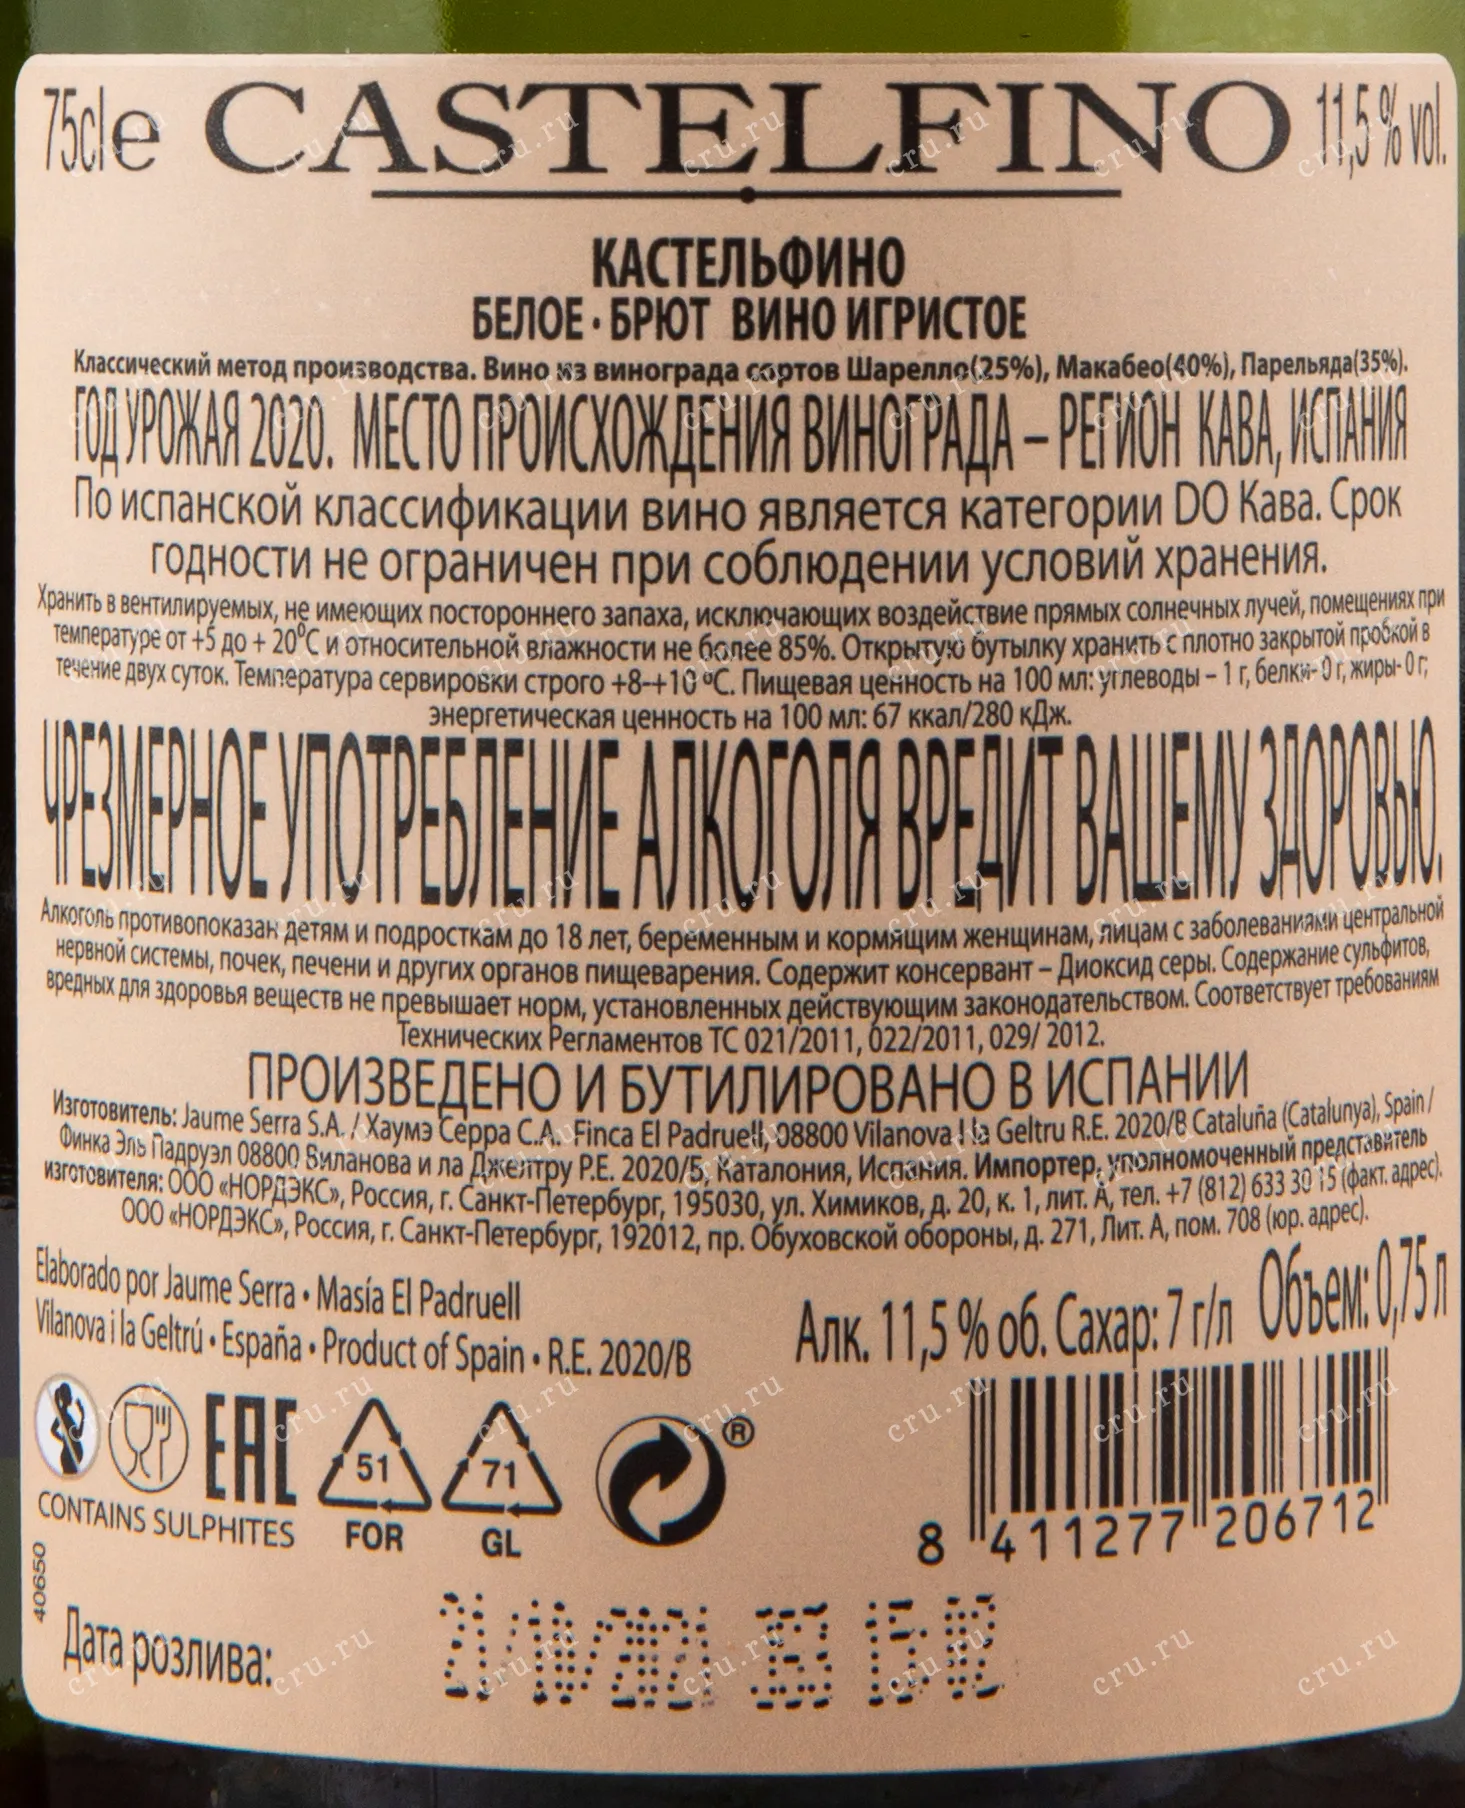 75cl e CASTELFINO 11,5 % vol.
КАСТЕЛЬФИНО
БЕЛОЕ · БРЮТ ВИНО ИГРИСТОЕ
Классический метод производства. Вино из винограда сортов Шарелло(25%), Макабео(40%), Парельяда(35%).
ГОД УРОЖАЯ 2020. МЕСТО ПРОИСХОЖДЕНИЯ ВИНОГРАДА – РЕГИОН КАВА, ИСПАНИЯ
По испанской классификации вино является категории DO Кава. Срок
годности не ограничен при соблюдении условий хранения.
Хранить в вентилируемых, не имеющих постороннего запаха, исключающих воздействие прямых солнечных лучей, помещениях при
температуре от +5 до + 20⁰С и относительной влажности не более 85%. Открытую бутылку хранить с плотно закрытой пробкой в
течение двух суток. Температура сервировки строго +8-+10 ºС. Пищевая ценность на 100 мл: углеводы – 1 г, белки- 0 г, жиры- 0 г;
энергетическая ценность на 100 мл: 67 ккал/280 кДж.
ЧРЕЗМЕРНОЕ УПОТРЕБЛЕНИЕ АЛКОГОЛЯ ВРЕДИТ ВАШЕМУ ЗДОРОВЬЮ.
Алкоголь противопоказан детям и подросткам до 18 лет, беременным и кормящим женщинам, лицам с заболеваниями центральной
нервной системы, почек, печени и других органов пищеварения. Содержит консервант – Диоксид серы. Содержание сульфитов,
вредных для здоровья веществ не превышает норм, установленных действующим законодательством. Соответствует требованиям
Технических Регламентов ТС 021/2011, 022/2011, 029/ 2012.
ПРОИЗВЕДЕНО И БУТИЛИРОВАНО В ИСПАНИИ
Изготовитель: Jaume Serra S.A. / Хаумэ Серра С.А. Finca El Padruell, 08800 Vilanova I la Geltru R.E. 2020/B Cataluña (Catalunya), Spain /
Финка Эль Падруэл 08800 Виланова и ла Джелтру Р.Е. 2020/Б, Каталония, Испания. Импортер, уполномоченный представитель
изготовителя: ООО «НОРДЭКС», Россия, г. Санкт-Петербург, 195030, ул. Химиков, д. 20, к. 1, лит. А, тел. +7 (812) 633 30 15 (факт. адрес).
ООО «НОРДЭКС», Россия, г. Санкт-Петербург, 192012, пр. Обуховской обороны, д. 271, Лит. А, пом. 708 (юр. адрес).
Elaborado por Jaume Serra • Masía El Padruell
Vilanova i la Geltrú • España • Product of Spain • R.E. 2020/B
Алк. 11,5 % об. Сахар: 7 г/л Объем: 0,75 л
EAC 51 71 ®
CONTAINS SULPHITES FOR GL
8 411277 206712
40650
Дата розлива: 21/10/2021 15:02